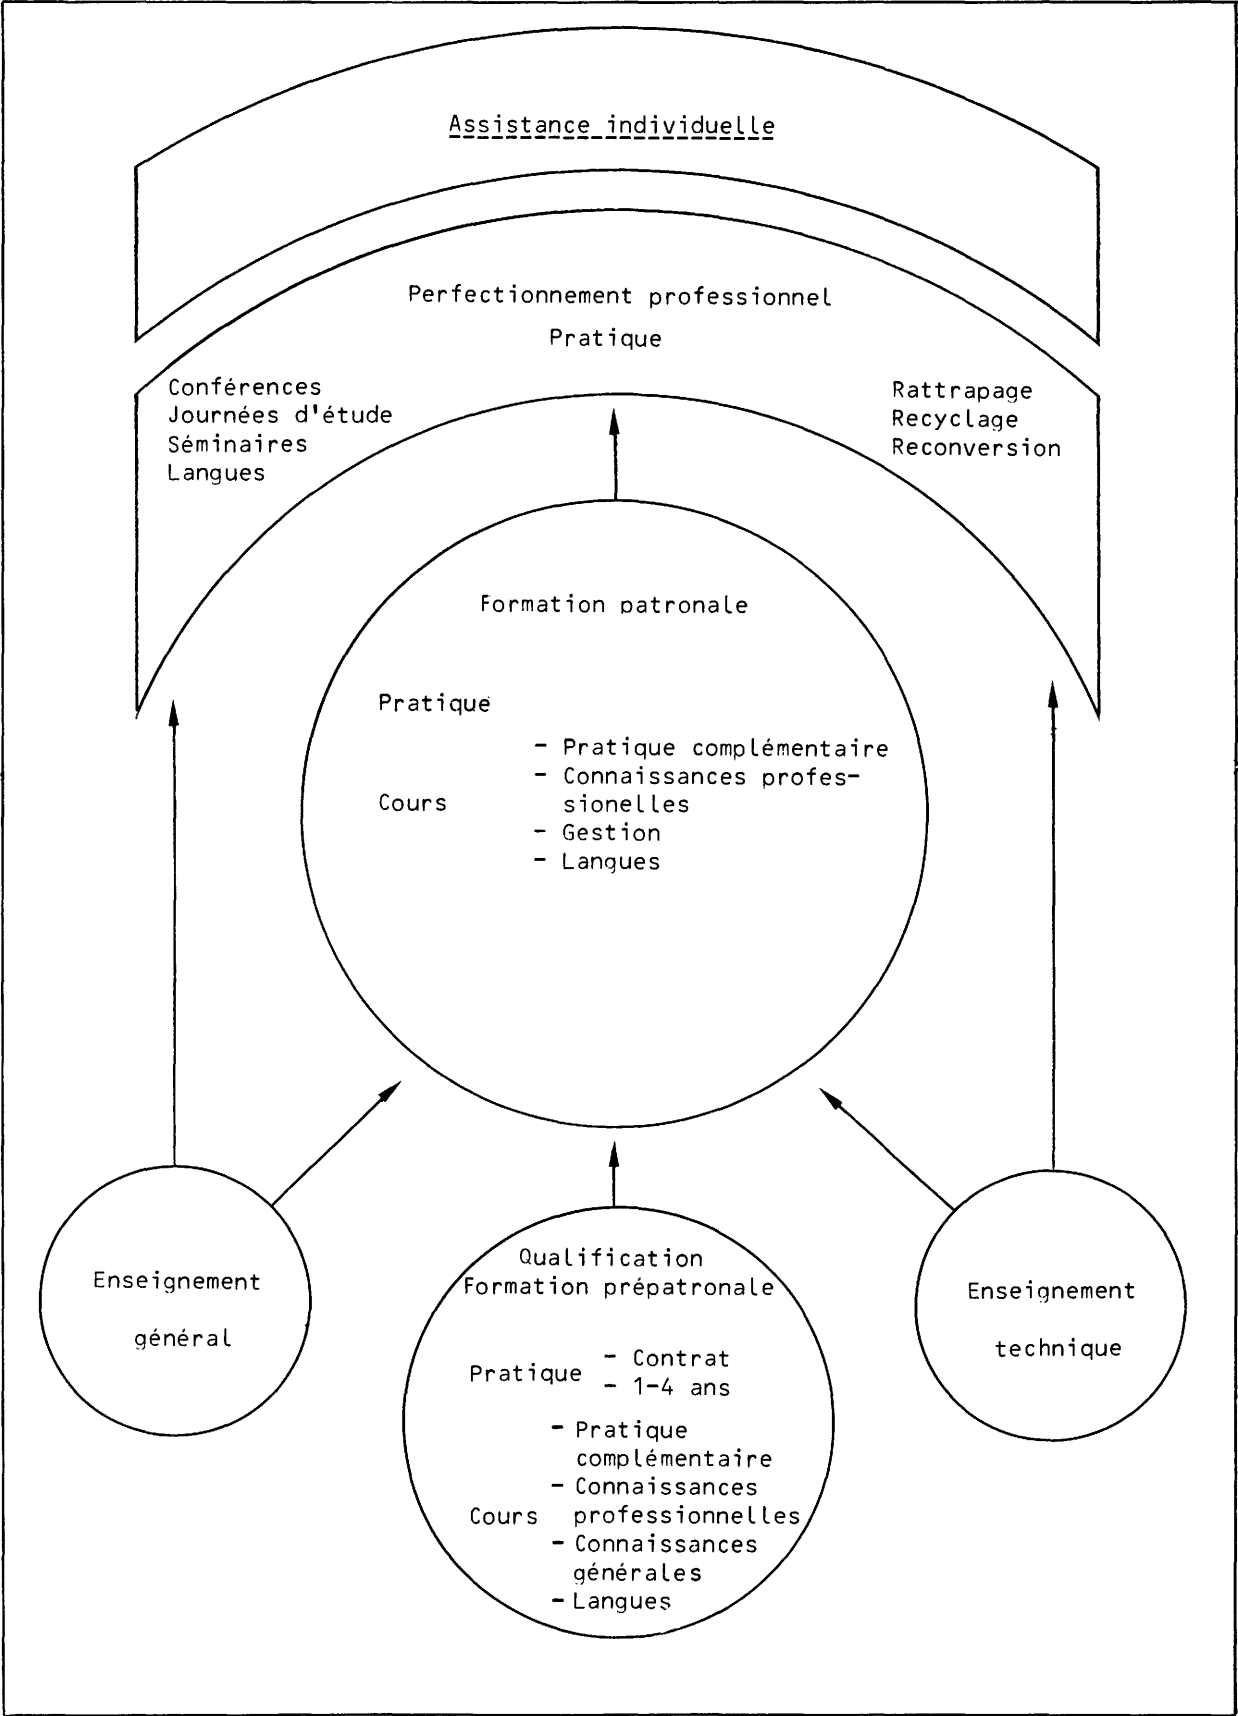 Assistance individuelle
Perfectionnement professionnel
Pratique
Conférences
Journées d'étude
Séminaires
Langues
Rattrapage
Recyclage
Reconversion
Formation patronale
Pratique
- Pratique complémentaire
- Connaissances profes-
sionelles
Cours
- Gestion
- Langues
Enseignement
général
Qualification
Formation prépatronale
Pratique
- Contrat
- 1-4 ans
- Pratique
complémentaire
- Connaissances
Cours professionnelles
- Connaissances
générales
- Langues
Enseignement
technique